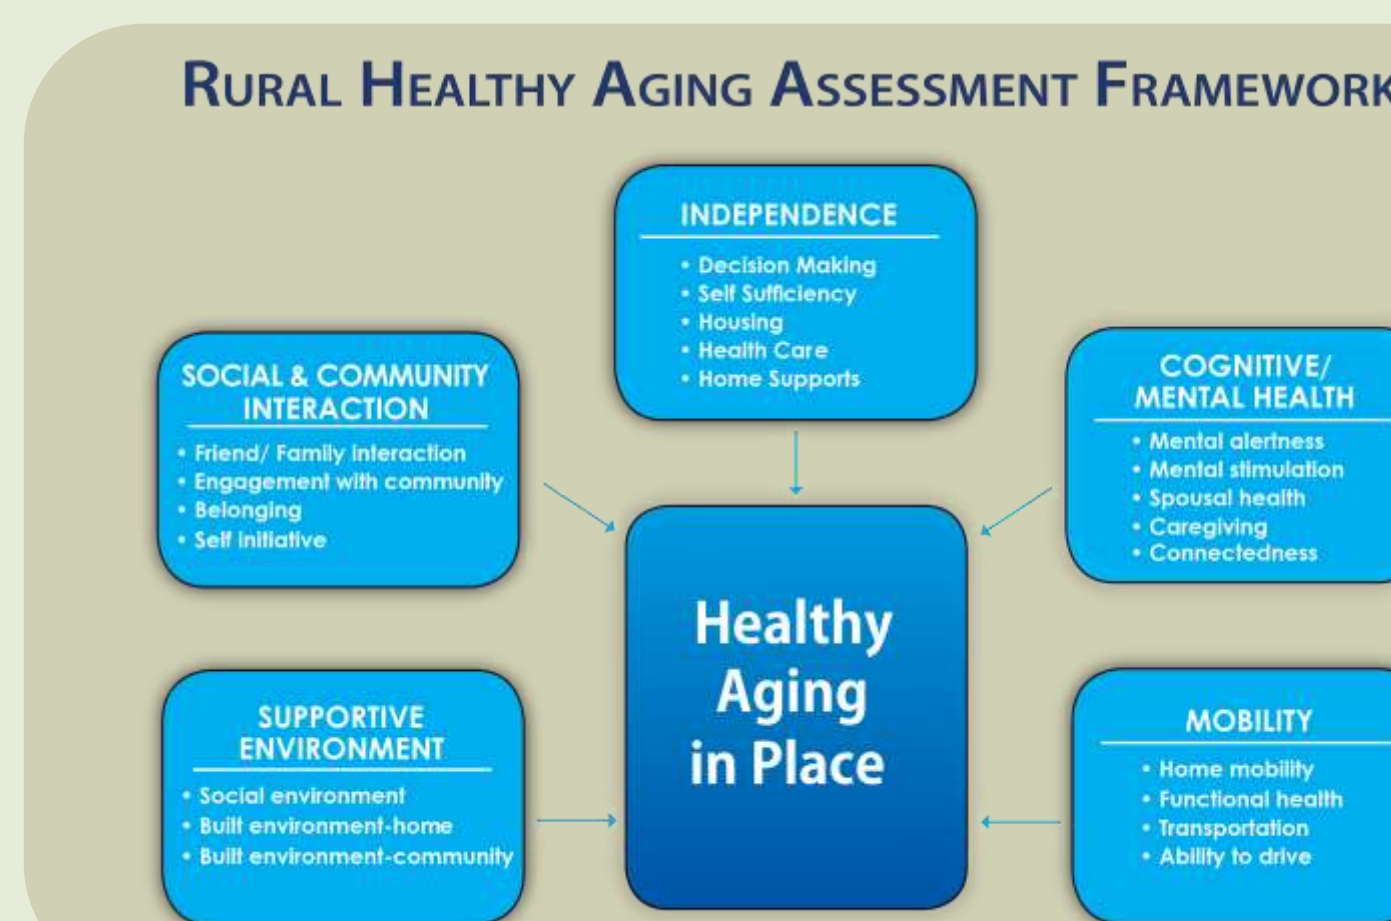 RURAL HEALTHY AGING ASSESSMENT FRAMEWORK
INDEPENDENCE
• Decision Making
• Self Sufficiency
• Housing
• Health Care
• Home Supports
SOCIAL & COMMUNITY
INTERACTION
• Friend/ Family interaction
• Engagement with community
• Belonging
• Self initiative
COGNITIVE/
MENTAL HEALTH
• Mental alertness
• Mental stimulation
• Spousal health
• Caregiving
• Connectedness
Healthy
Aging
in Place
SUPPORTIVE
ENVIRONMENT
• Social environment
• Built environment-home
• Built environment-community
MOBILITY
• Home mobility
• Functional health
• Transportation
• Ability to drive